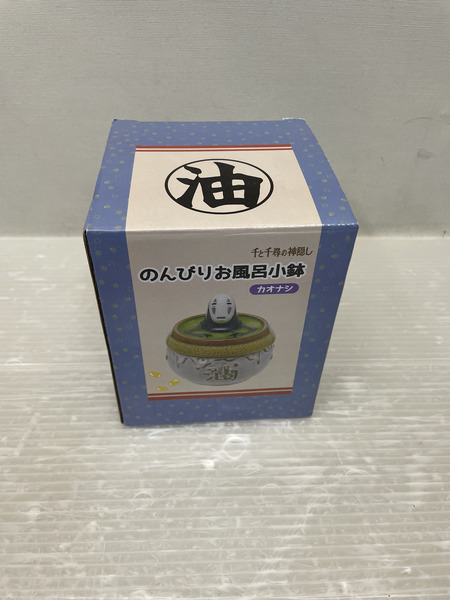 油
千と千尋の神隠し
のんびりお風呂小鉢
カオナシ